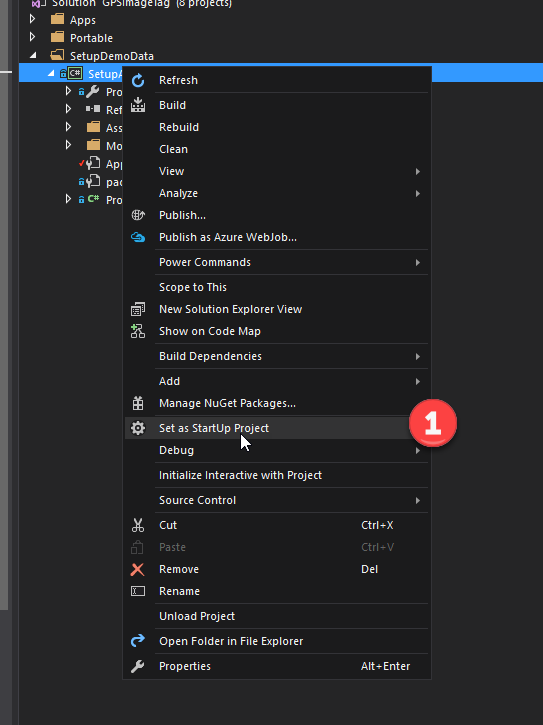 Solution 'GPSImageTag' (8 projects)
Apps
Portable
SetupDemoData
C# SetupA
Pro
Ref
Ass
Mo
App
pac
C# Pro
Refresh
Build
Rebuild
Clean
View
Analyze
Publish...
Publish as Azure WebJob...
Power Commands
Scope to This
New Solution Explorer View
Show on Code Map
Build Dependencies
Add
Manage NuGet Packages...
Set as StartUp Project
1
Debug
Initialize Interactive with Project
Source Control
Cut Ctrl+X
Paste Ctrl+V
Remove Del
Rename
Unload Project
Open Folder in File Explorer
Properties Alt+Enter